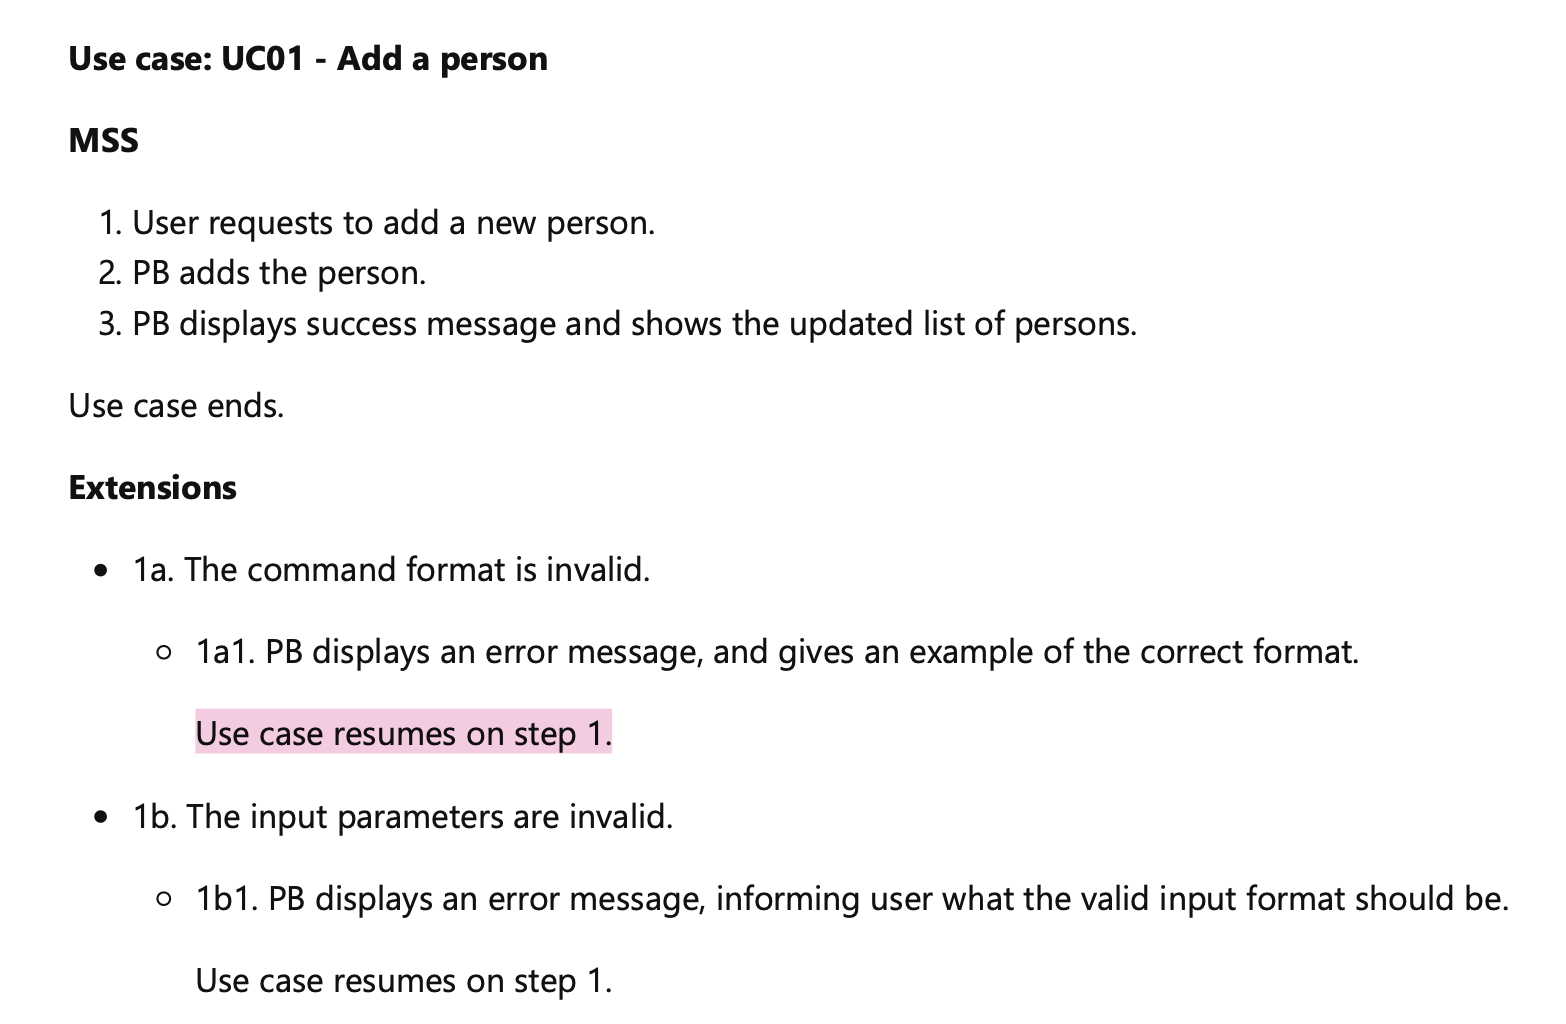 Use case: UC01 - Add a person
MSS
1. User requests to add a new person.
2. PB adds the person.
3. PB displays success message and shows the updated list of persons.
Use case ends.
Extensions
• 1a. The command format is invalid.
○ 1a1. PB displays an error message, and gives an example of the correct format.
Use case resumes on step 1.
• 1b. The input parameters are invalid.
○ 1b1. PB displays an error message, informing user what the valid input format should be.
Use case resumes on step 1.